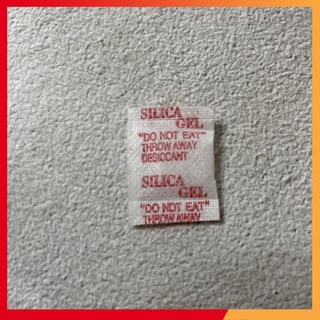 SILICA
GEL
"DO NOT EAT"
THROW AWAY
DESICCANT
SILICA
GEL
"DO NOT EAT"
THROW AWAY